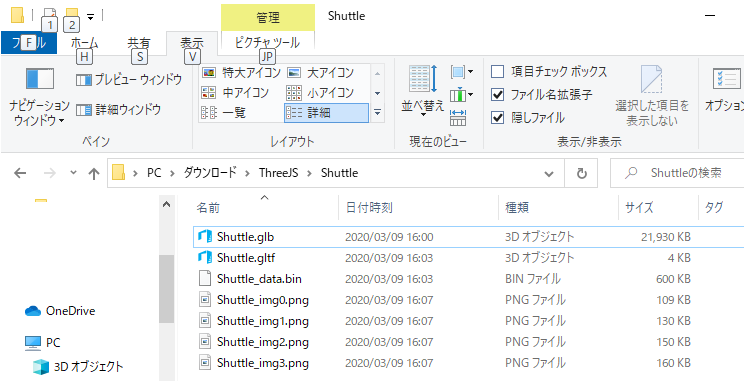 1 2 管理 Shuttle
F ファイル ホーム 共有 表示 ピクチャ ツール
H S V JP
ナビゲーション ウィンドウ
プレビュー ウィンドウ
詳細ウィンドウ
ペイン
特大アイコン 大アイコン
中アイコン 小アイコン
一覧 詳細
レイアウト
並べ替え
現在のビュー
項目チェック ボックス
ファイル名拡張子
隠しファイル
選択した項目を
表示しない
表示/非表示
オプション
PC ダウンロード ThreeJS Shuttle
Shuttleの検索
OneDrive
PC
3D オブジェクト
名前 日付時刻 種類 サイズ タグ
Shuttle.glb 2020/03/09 16:00 3D オブジェクト 21,930 KB
Shuttle.gltf 2020/03/09 16:03 3D オブジェクト 4 KB
Shuttle_data.bin 2020/03/09 16:03 BIN ファイル 600 KB
Shuttle_img0.png 2020/03/09 16:07 PNG ファイル 109 KB
Shuttle_img1.png 2020/03/09 16:07 PNG ファイル 130 KB
Shuttle_img2.png 2020/03/09 16:07 PNG ファイル 150 KB
Shuttle_img3.png 2020/03/09 16:07 PNG ファイル 160 KB